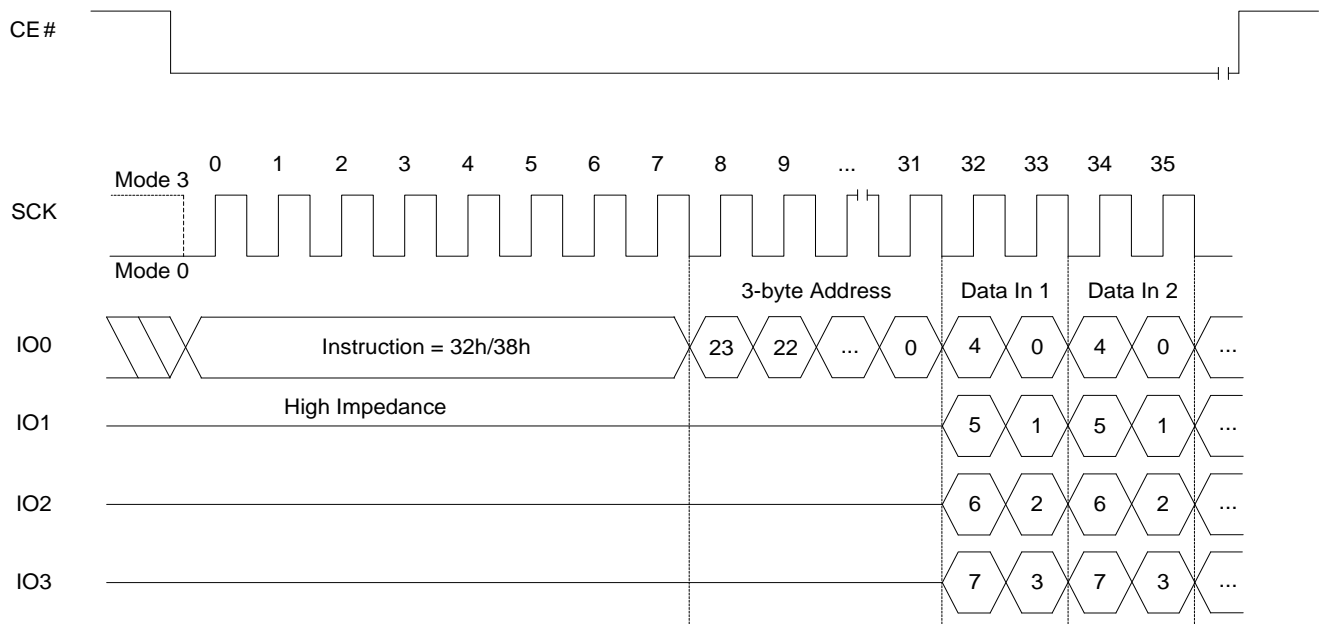 CE#
0 1 2 3 4 5 6 7 8 9 ... 31 32 33 34 35
Mode 3
SCK
Mode 0
3-byte Address Data In 1 Data In 2
IO0 Instruction = 32h/38h 23 22 ... 0 4 0 4 0 ...
High Impedance
IO1 5 1 5 1 ...
IO2 6 2 6 2 ...
IO3 7 3 7 3 ...